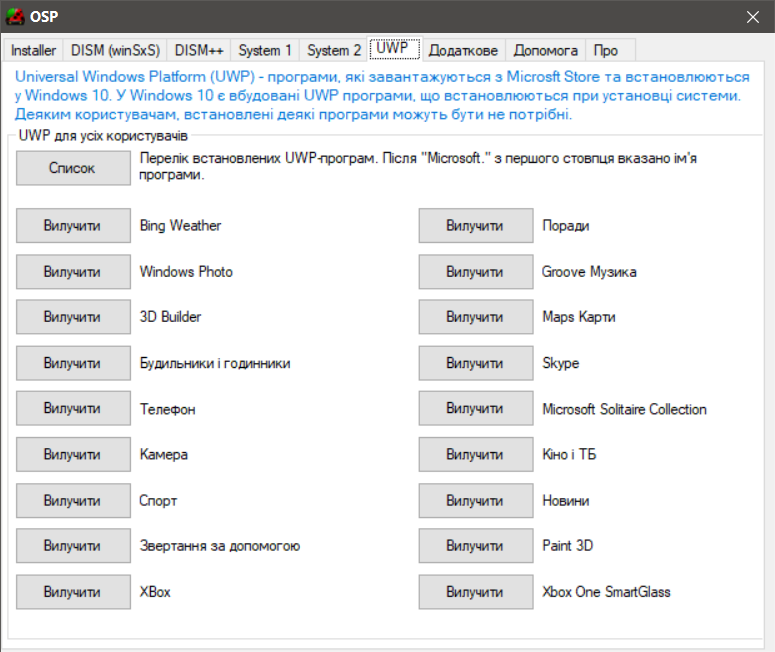 OSP
Installer DISM (winSxS) DISM++ System 1 System 2 UWP Додаткове Допомога Про
Universal Windows Platform (UWP) - програми, які завантажуються з Microsft Store та встановлюються
у Windows 10. У Windows 10 є вбудовані UWP програми, що встановлюються при установці системи.
Деяким користувачам, встановлені деякі програми можуть бути не потрібні.
UWP для усіх користувачів
Список
Перелік встановлених UWP-програм. Після "Microsoft." з першого стовпця вказано ім'я
програми.
Вилучити Bing Weather Вилучити Поради
Вилучити Windows Photo Вилучити Groove Музика
Вилучити 3D Builder Вилучити Maps Карти
Вилучити Будильники і годинники Вилучити Skype
Вилучити Телефон Вилучити Microsoft Solitaire Collection
Вилучити Камера Вилучити Кіно і ТБ
Вилучити Спорт Вилучити Новини
Вилучити Звертання за допомогою Вилучити Paint 3D
Вилучити XBox Вилучити Xbox One SmartGlass